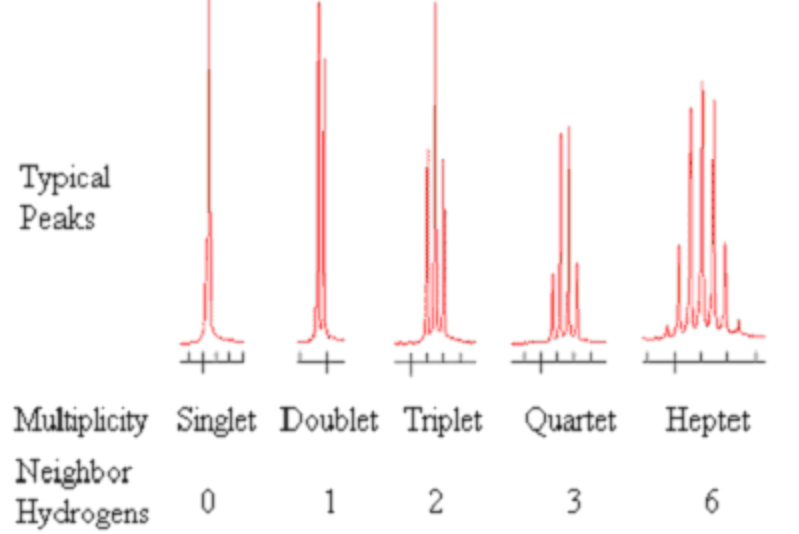 Typical
Peaks
Multiplicity Singlet Doublet Triplet Quartet Heptet
Neighbor
Hydrogens 0 1 2 3 6